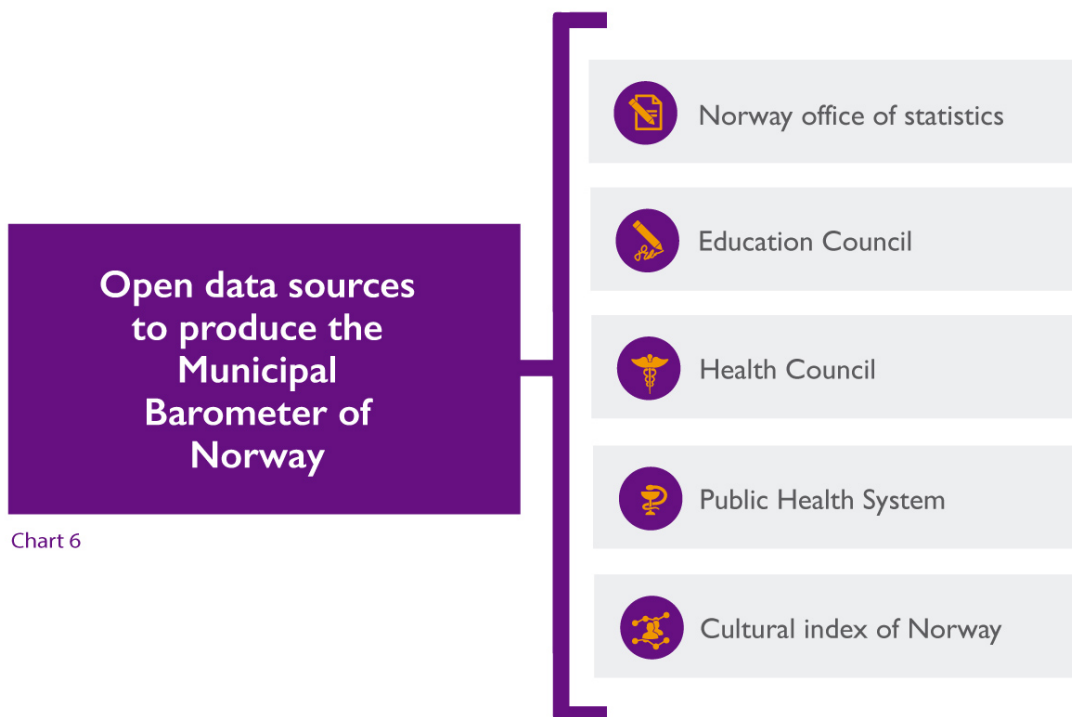 Open data sources
to produce the
Municipal
Barometer of
Norway
Chart 6
Norway office of statistics
Education Council
Health Council
Public Health System
Cultural index of Norway